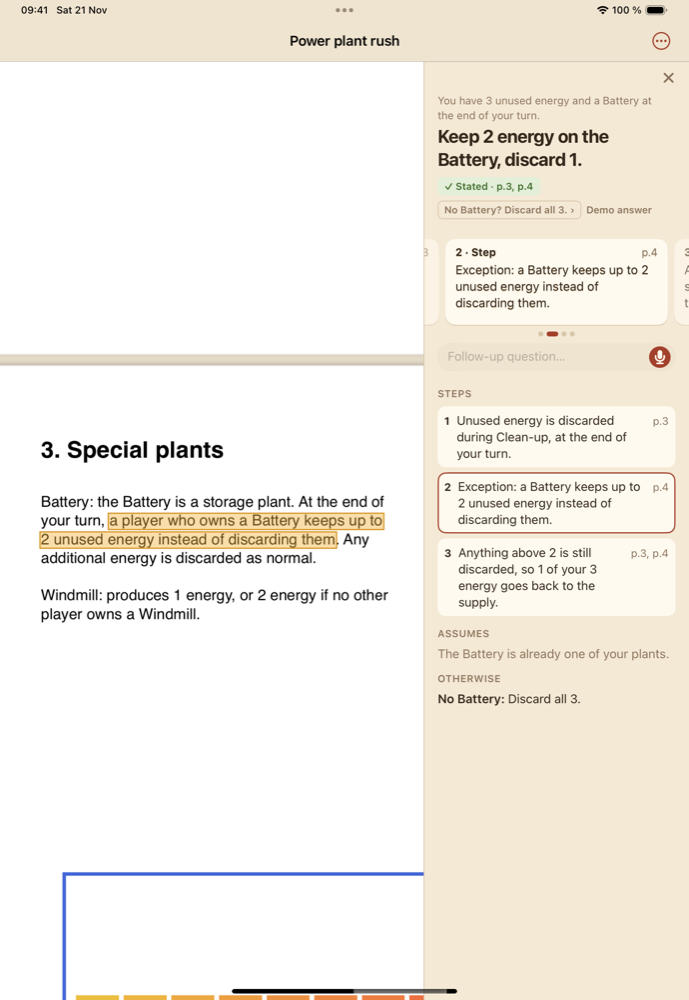 09:41 Sat 21 Nov
100 %
Power plant rush
3. Special plants
Battery: the Battery is a storage plant. At the end of
your turn, a player who owns a Battery keeps up to
2 unused energy instead of discarding them. Any
additional energy is discarded as normal.
Windmill: produces 1 energy, or 2 energy if no other
player owns a Windmill.
You have 3 unused energy and a Battery at
the end of your turn.
Keep 2 energy on the
Battery, discard 1.
✓ Stated · p.3, p.4
No Battery? Discard all 3. › Demo answer
3
2 · Step p.4
Exception: a Battery keeps up to 2
unused energy instead of
discarding them.
Follow-up question...
STEPS
1 Unused energy is discarded p.3
during Clean-up, at the end of
your turn.
2 Exception: a Battery keeps up to p.4
2 unused energy instead of
discarding them.
3 Anything above 2 is still p.3, p.4
discarded, so 1 of your 3
energy goes back to the
supply.
ASSUMES
The Battery is already one of your plants.
OTHERWISE
No Battery: Discard all 3.